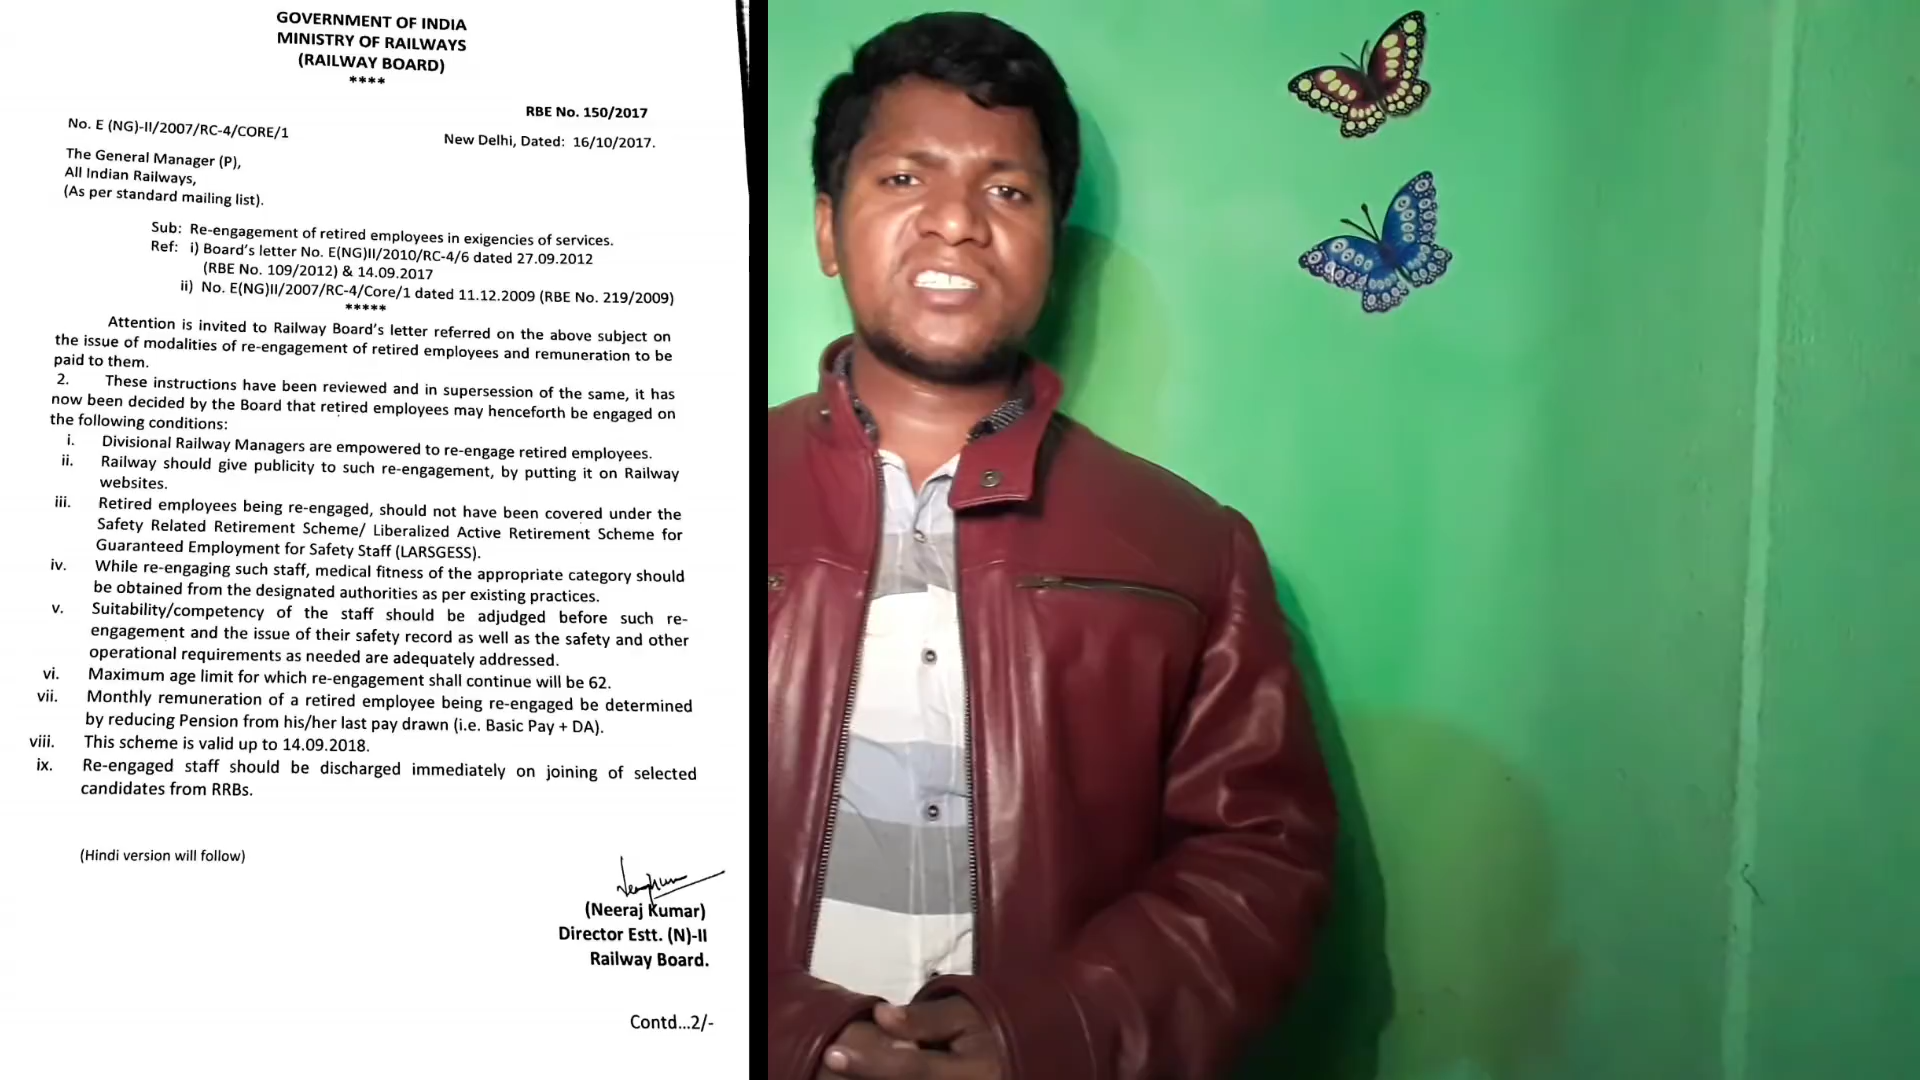 GOVERNMENT OF INDIA
MINISTRY OF RAILWAYS
(RAILWAY BOARD)
****
RBE No. 150/2017
No. E (NG)-II/2007/RC-4/CORE/1
New Delhi, Dated: 16/10/2017.
The General Manager (P),
All Indian Railways,
(As per standard mailing list).
Sub: Re-engagement of retired employees in exigencies of services.
Ref: i) Board's letter No. E(NG)II/2010/RC-4/6 dated 27.09.2012
(RBE No. 109/2012) & 14.09.2017
ii) No. E(NG)II/2007/RC-4/Core/1 dated 11.12.2009 (RBE No. 219/2009)
*****
Attention is invited to Railway Board's letter referred on the above subject on
the issue of modalities of re-engagement of retired employees and remuneration to be
paid to them.
2. These instructions have been reviewed and in supersession of the same, it has
now been decided by the Board that retired employees may henceforth be engaged on
the following conditions:
i. Divisional Railway Managers are empowered to re-engage retired employees.
ii. Railway should give publicity to such re-engagement, by putting it on Railway
websites.
iii. Retired employees being re-engaged, should not have been covered under the
Safety Related Retirement Scheme/ Liberalized Active Retirement Scheme for
Guaranteed Employment for Safety Staff (LARSGESS).
iv. While re-engaging such staff, medical fitness of the appropriate category should
be obtained from the designated authorities as per existing practices.
v. Suitability/competency of the staff should be adjudged before such re-
engagement and the issue of their safety record as well as the safety and other
operational requirements as needed are adequately addressed.
vi. Maximum age limit for which re-engagement shall continue will be 62.
vii. Monthly remuneration of a retired employee being re-engaged be determined
by reducing Pension from his/her last pay drawn (i.e. Basic Pay + DA).
viii. This scheme is valid up to 14.09.2018.
ix. Re-engaged staff should be discharged immediately on joining of selected
candidates from RRBs.
(Hindi version will follow)
(Neeraj Kumar)
Director Estt. (N)-II
Railway Board.
Contd...2/-